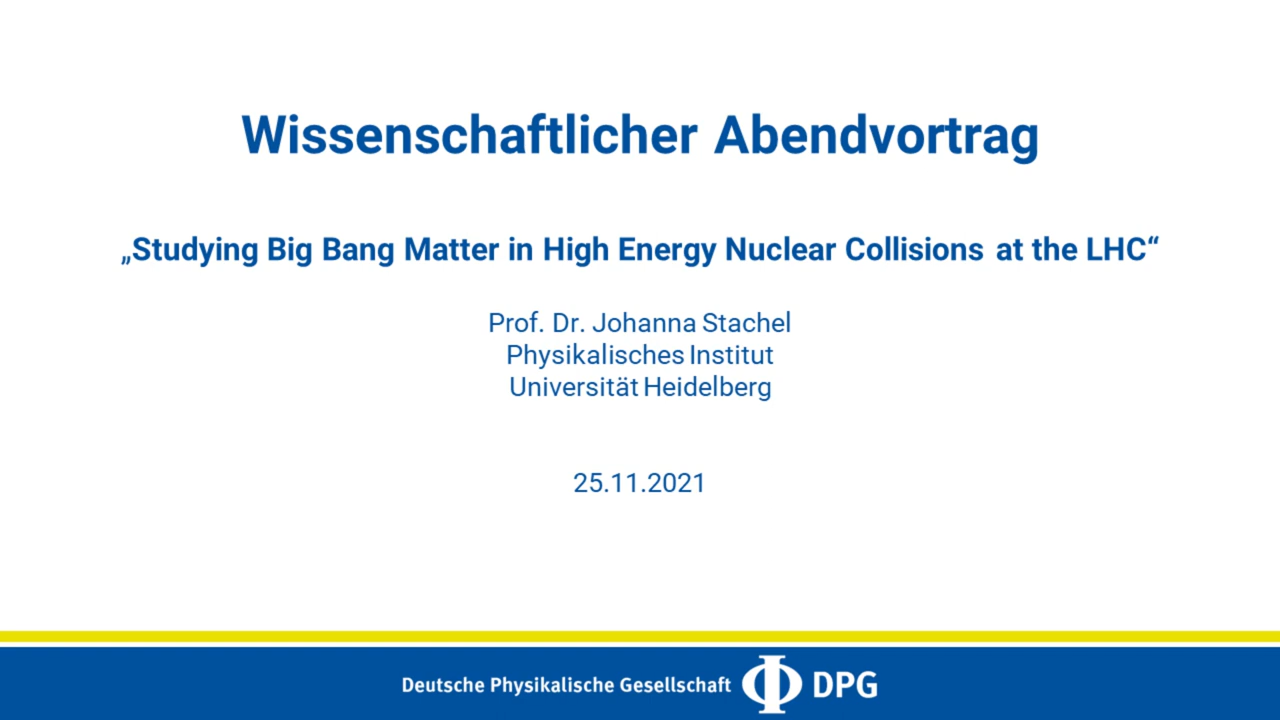 Wissenschaftlicher Abendvortrag
„Studying Big Bang Matter in High Energy Nuclear Collisions at the LHC“
Prof. Dr. Johanna Stachel
Physikalisches Institut
Universität Heidelberg
25.11.2021
Deutsche Physikalische Gesellschaft DPG